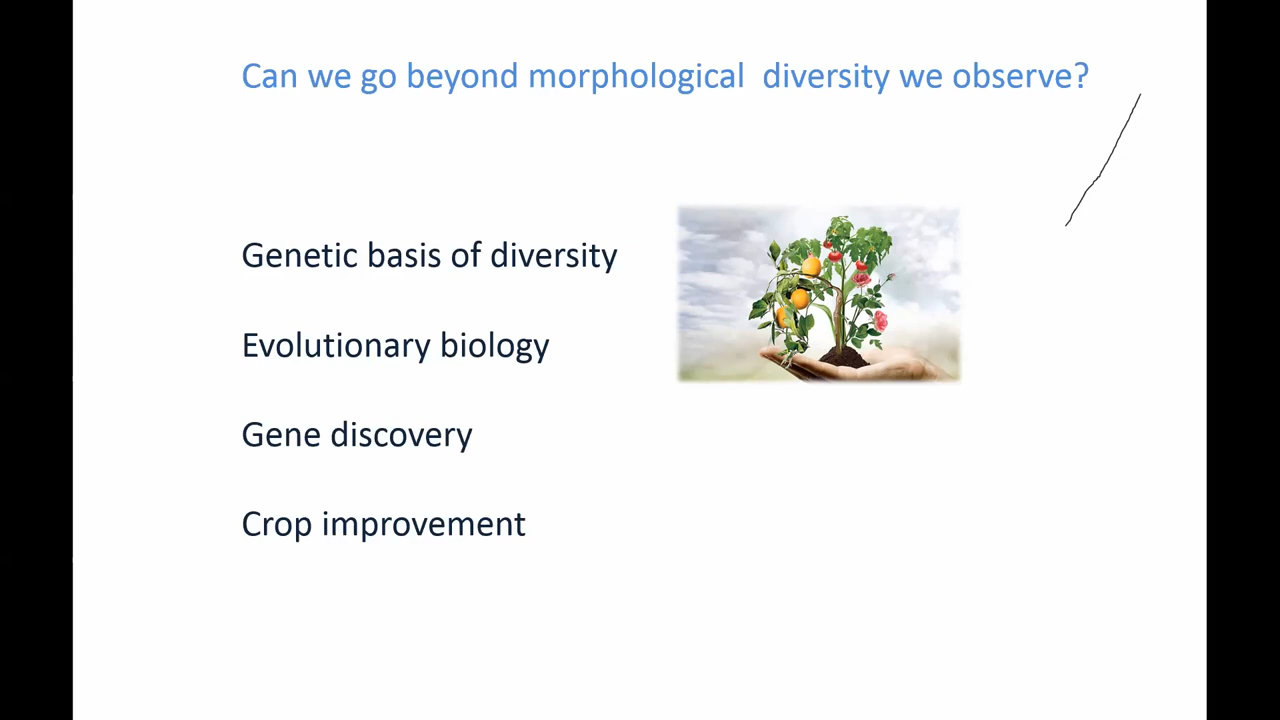 Can we go beyond morphological diversity we observe?
Genetic basis of diversity
Evolutionary biology
Gene discovery
Crop improvement